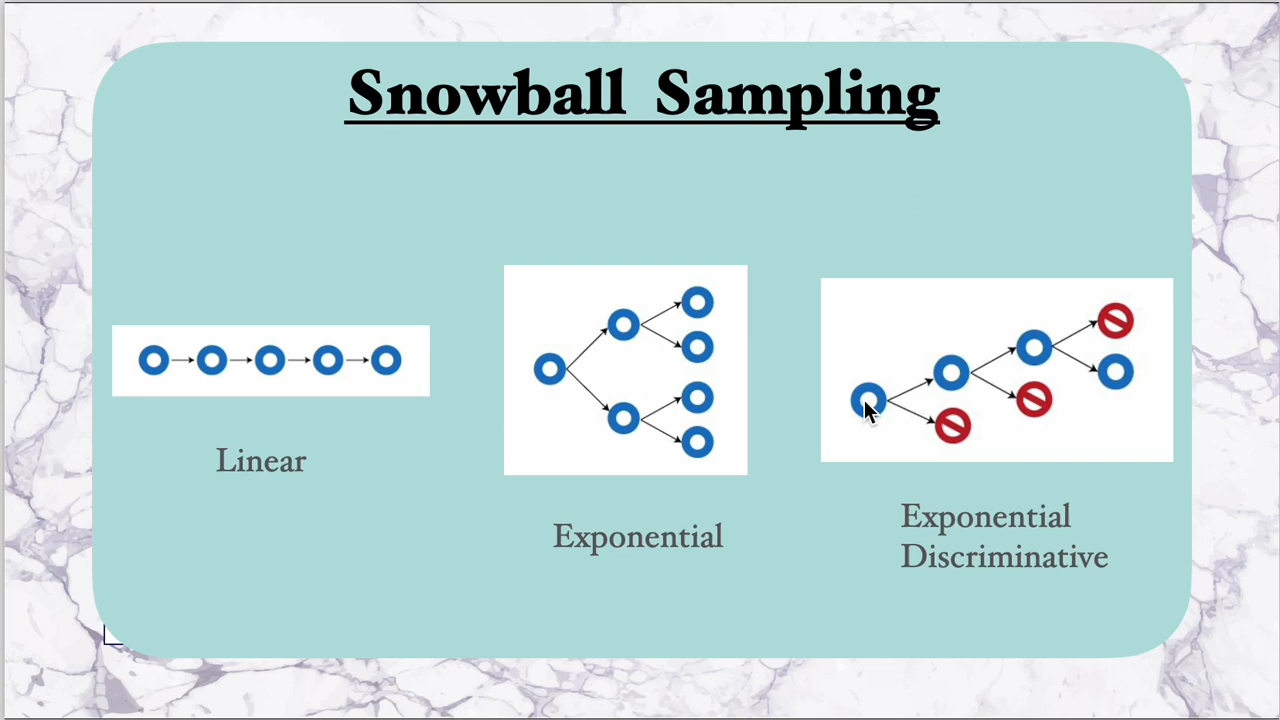 Snowball Sampling
Linear
Exponential
Exponential
Discriminative